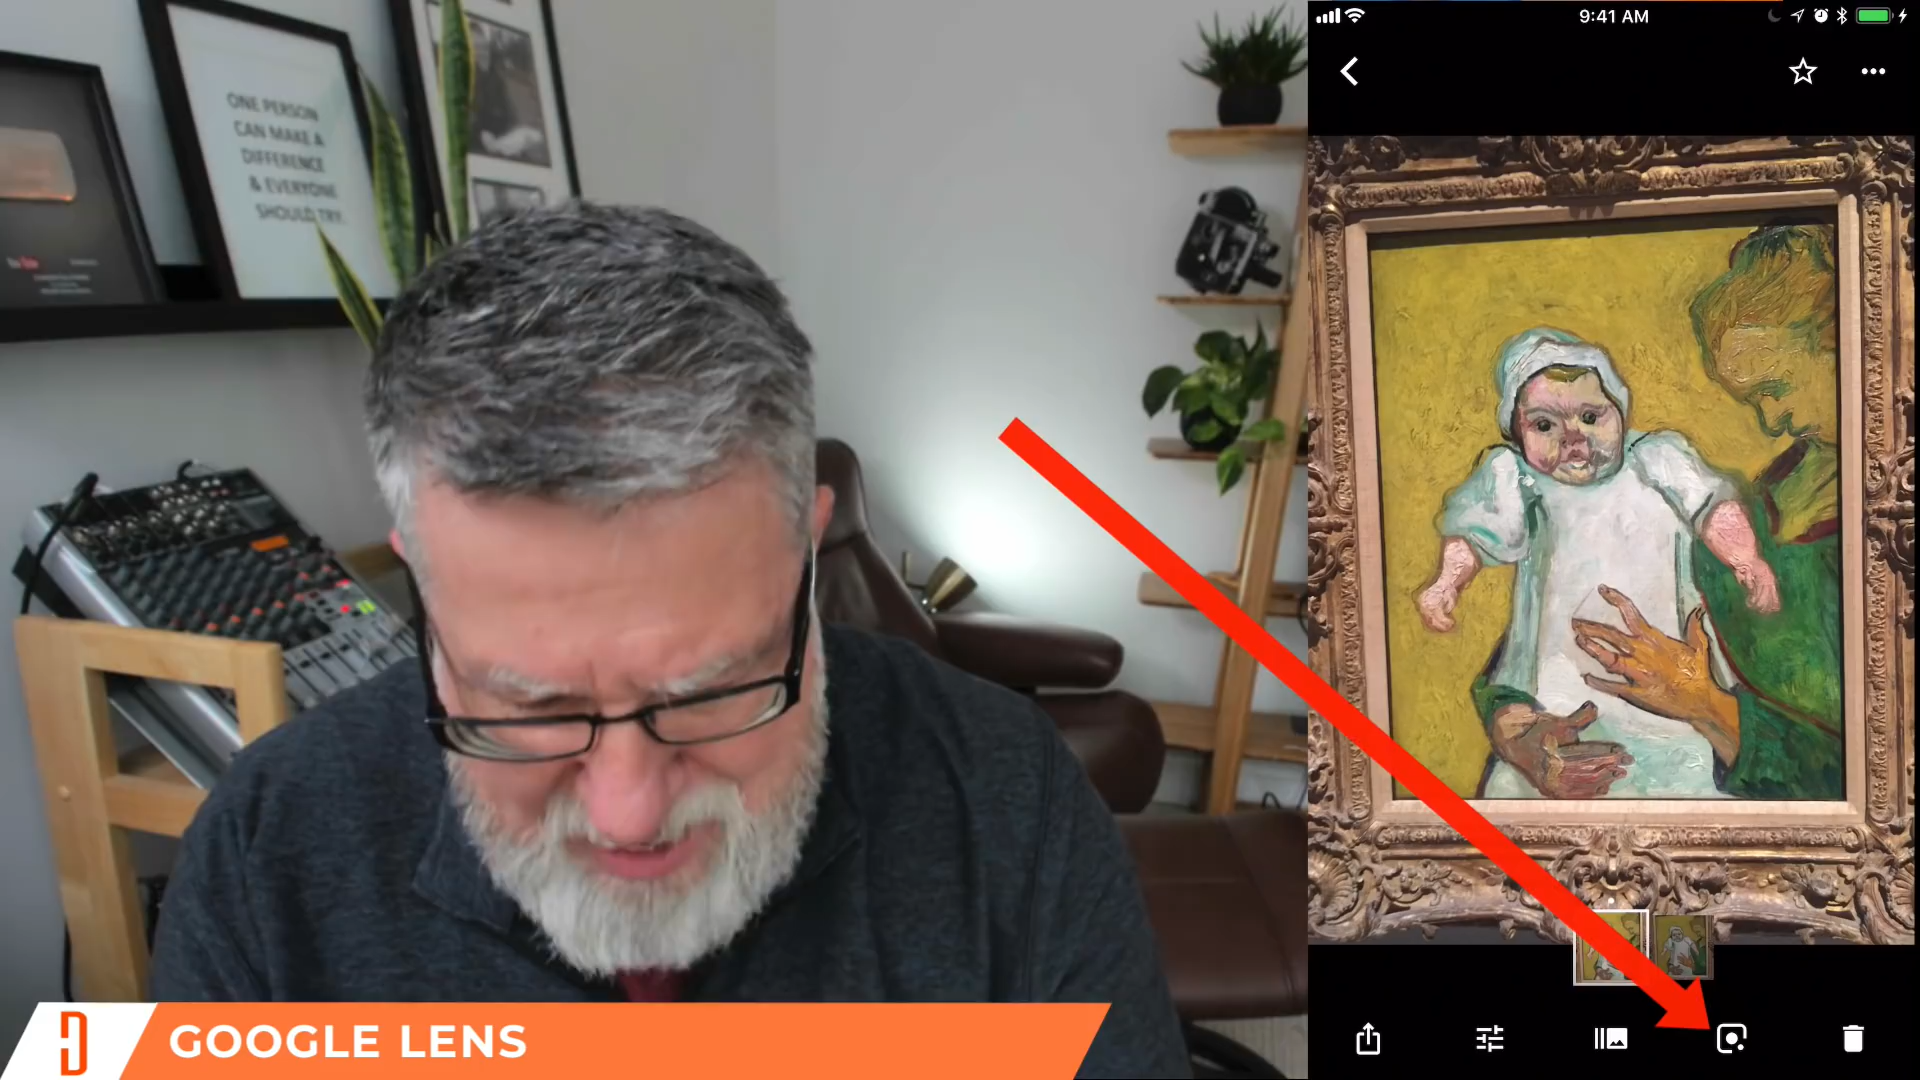 ONE PERSON
CAN MAKE A
DIFFERENCE
& EVERYONE
SHOULD TRY.
9:41 AM
GOOGLE LENS